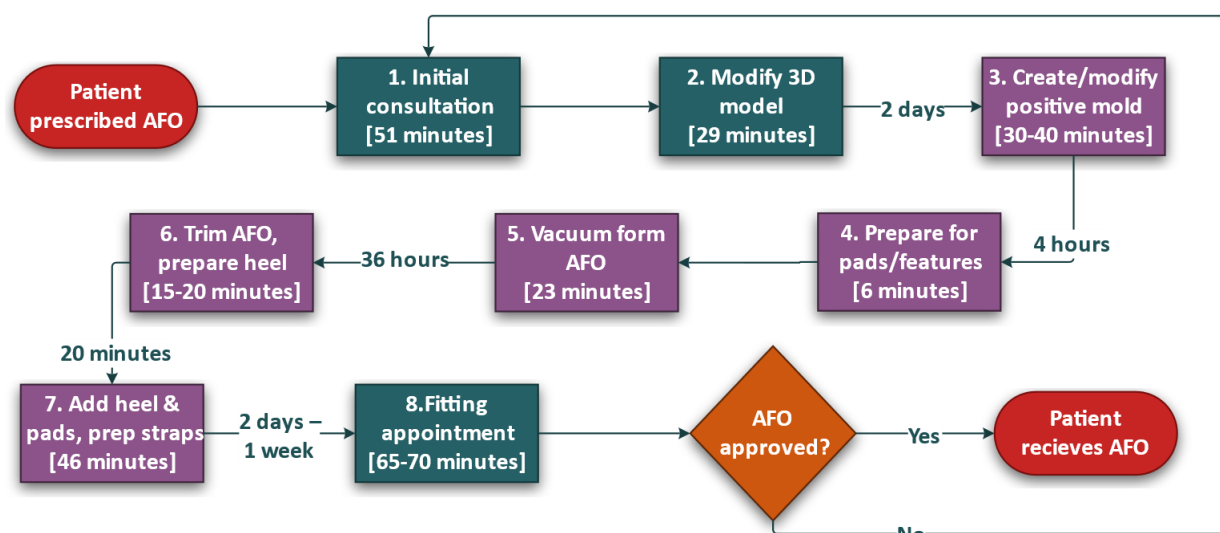 Patient
prescribed AFO
1. Initial
consultation
[51 minutes]
2. Modify 3D
model
[29 minutes]
2 days
3. Create/modify
positive mold
[30-40 minutes]
4 hours
4. Prepare for
pads/features
[6 minutes]
5. Vacuum form
AFO
[23 minutes]
36 hours
6. Trim AFO,
prepare heel
[15-20 minutes]
20 minutes
7. Add heel &
pads, prep straps
[46 minutes]
2 days –
1 week
8.Fitting
appointment
[65-70 minutes]
AFO
approved?
Yes
Patient
recieves AFO
No